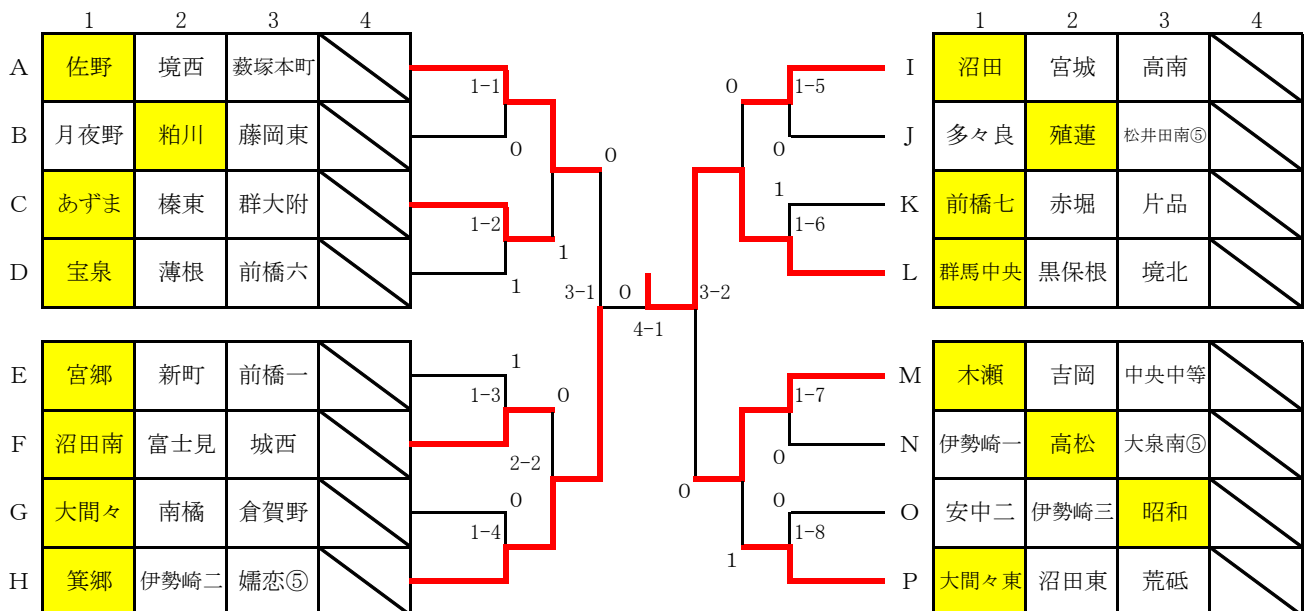 1 2 3 4
A 佐野 境西 薮塚本町
B 月夜野 粕川 藤岡東
C あずま 榛東 群大附
D 宝泉 薄根 前橋六
1-1
0
0
1-2
1
1
3-1
0
E 宮郷 新町 前橋一
F 沼田南 富士見 城西
G 大間々 南橘 倉賀野
H 箕郷 伊勢崎二 嬬恋⑤
1
1-3
0
2-2
0
1-4
4-1
1 2 3 4
I 沼田 宮城 高南
J 多々良 殖蓮 松井田南⑤
K 前橋七 赤堀 片品
L 群馬中央 黒保根 境北
0
1-5
0
1
1-6
3-2
M 木瀬 吉岡 中央中等
N 伊勢崎一 高松 大泉南⑤
O 安中二 伊勢崎三 昭和
P 大間々東 沼田東 荒砥
1-7
0
0
0
1-8
1